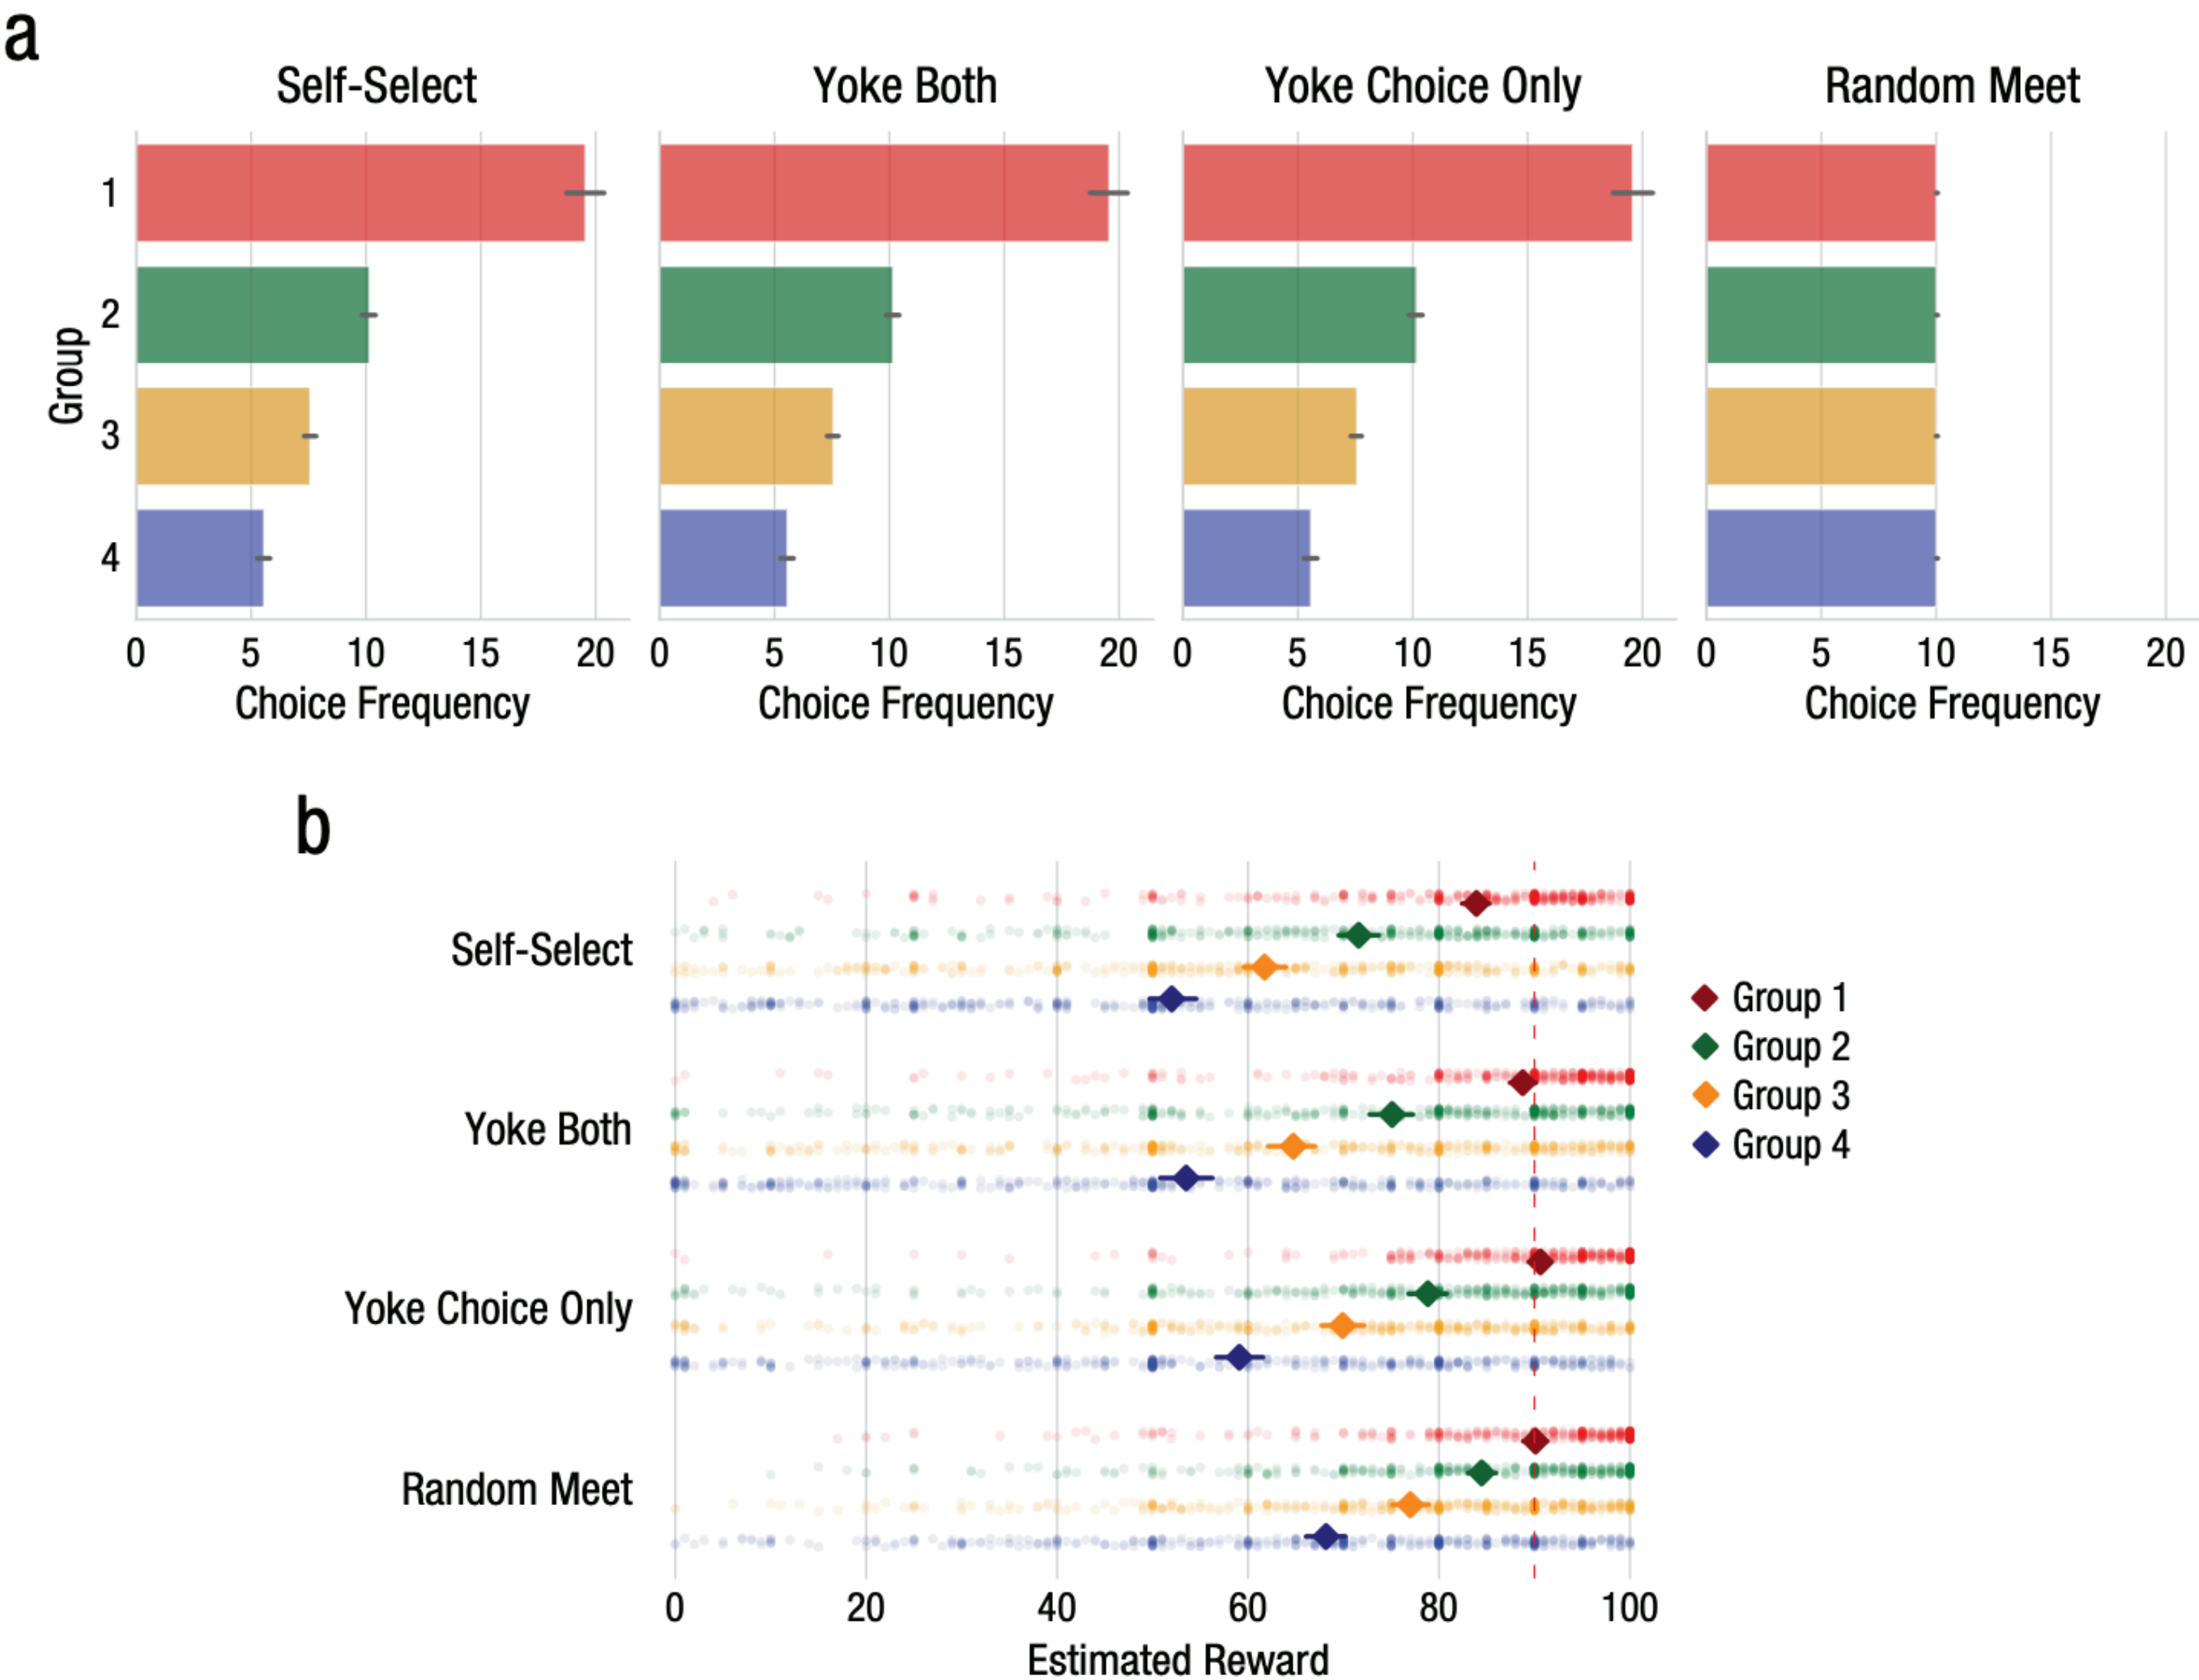 a
Self-Select Yoke Both Yoke Choice Only Random Meet
Group
1
2
3
4
0 5 10 15 20 0 5 10 15 20 0 5 10 15 20 0 5 10 15 20
Choice Frequency Choice Frequency Choice Frequency Choice Frequency
b
Self-Select
Yoke Both
Yoke Choice Only
Random Meet
Group 1
Group 2
Group 3
Group 4
0 20 40 60 80 100
Estimated Reward